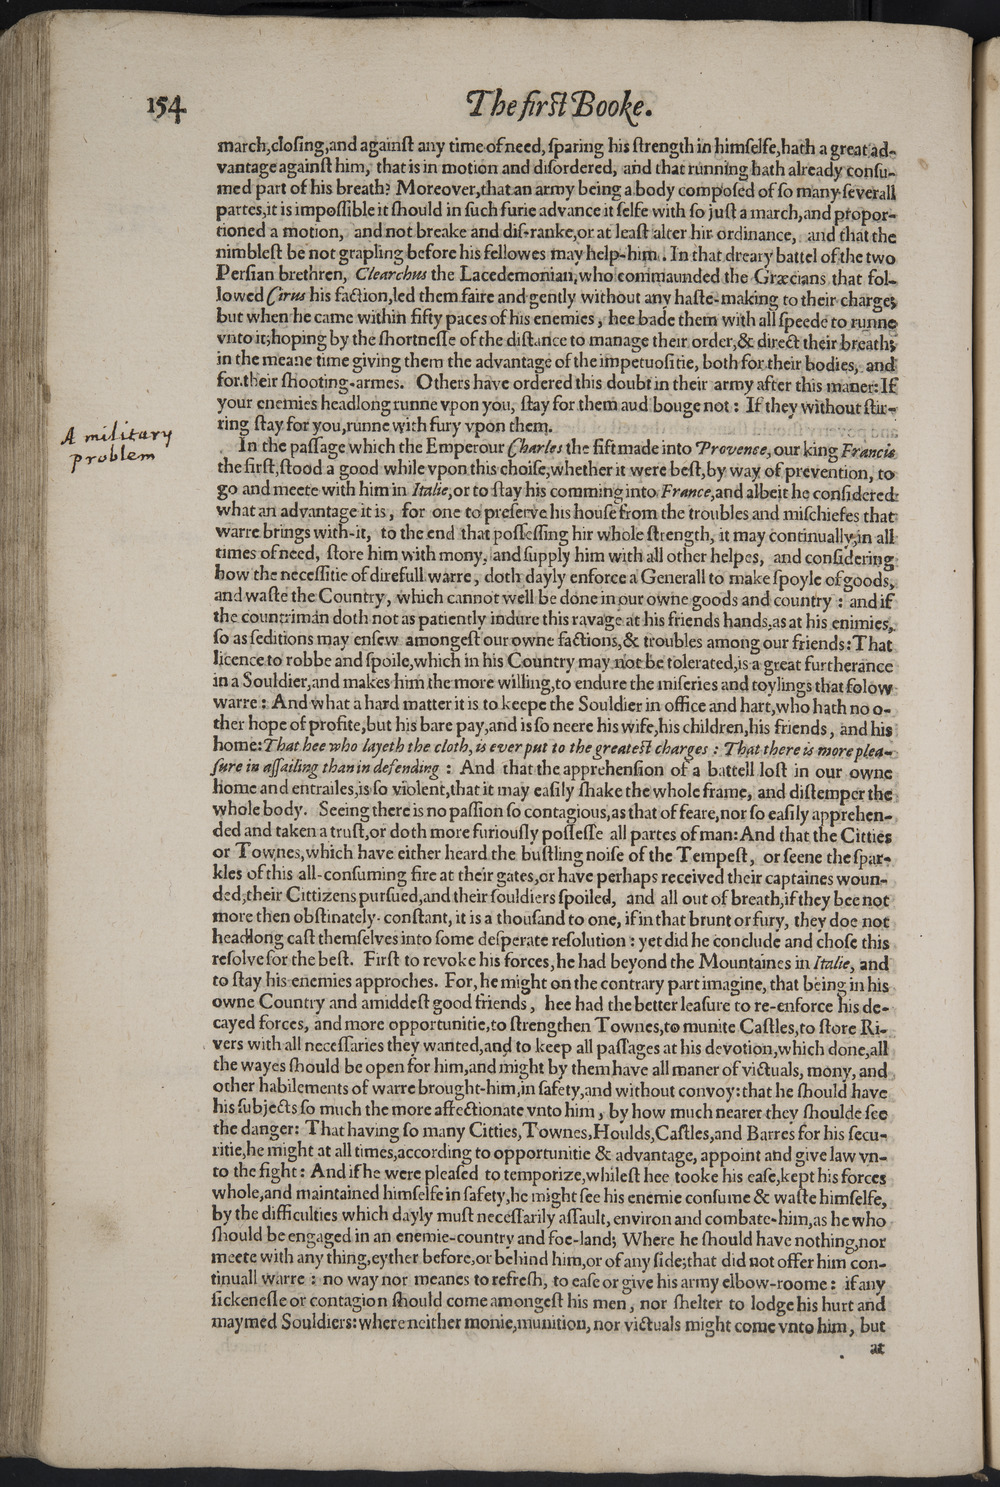 154
The first Booke.
march,closing,and against any time of need, sparing his strength in himselfe,hath a great ad-
vantage against him, that is in motion and disordered, and that running hath already consu-
med part of his breath? Moreover,that an army being a body composed of so many severall
partes,it is impossible it should in such furie advance it selfe with so just a march,and propor-
tioned a motion, and not breake and dis-ranke,or at least alter hir ordinance, and that the
nimblest be not grapling before his fellowes may help-him. In that dreary battel of the two
Persian brethren, Clearchus the Lacedemonian,who commaunded the Græcians that fol-
lowed Cirus his faction,led them faire and gently without any haste-making to their charge;
but when he came within fifty paces of his enemies, hee bade them with all speede to runne
vnto it;hoping by the shortnesse of the distance to manage their order,& direct their breath;
in the meane time giving them the advantage of the impetuositie, both for their bodies, and
for their shooting-armes. Others have ordered this doubt in their army after this maner:If
your enemies headlong runne vpon you, stay for them aud bouge not : If they without stir-
ring stay for you,runne with fury vpon them.
A military
problem
In the passage which the Emperour Charles the fift made into Provence, our king Francis
the first,stood a good while vpon this choise,whether it were best,by way of prevention, to
go and meete with him in Italie,or to stay his comming into France,and albeit he considered
what an advantage it is, for one to preserve his house from the troubles and mischiefes that
warre brings with-it, to the end that possessing hir whole strength, it may continually,in all
times of need, store him with mony, and supply him with all other helpes, and considering
how the necessitie of direfull warre, doth dayly enforce a Generall to make spoyle of goods,
and waste the Country, which cannot well be done in our owne goods and country : and if
the countriman doth not as patiently indure this ravage at his friends hands,as at his enimies,
so as seditions may ensew amongest our owne factions,& troubles among our friends:That
licence to robbe and spoile,which in his Country may not be tolerated,is a great furtherance
in a Souldier,and makes him the more willing,to endure the miseries and toylings that folow
warre : And what a hard matter it is to keepe the Souldier in office and hart,who hath no o-
ther hope of profite,but his bare pay,and is so neere his wife,his children,his friends, and his
home:That hee who layeth the cloth, is ever put to the greatest charges : That there is more plea-
sure in assailing than in defending : And that the apprehension of a battell lost in our owne
home and entrailes,is so violent,that it may easily shake the whole frame, and distemper the
whole body. Seeing there is no passion so contagious,as that of feare,nor so easily apprehen-
ded and taken a trust,or doth more furiously possesse all partes of man:And that the Citties
or Townes,which have either heard the bustling noise of the Tempest, or seene the spar-
kles of this all-consuming fire at their gates,or have perhaps received their captaines woun-
ded,their Cittizens pursued,and their souldiers spoiled, and all out of breath,if they bee not
more then obstinately-constant, it is a thousand to one, if in that brunt or fury, they doe not
headlong cast themselves into some desperate resolution : yet did he conclude and chose this
resolve for the best. First to revoke his forces,he had beyond the Mountaines in Italie, and
to stay his enemies approches. For, he might on the contrary part imagine, that being in his
owne Country and amiddest good friends, hee had the better leasure to re-enforce his de-
cayed forces, and more opportunitie,to strengthen Townes,to munite Castles,to store Ri-
vers with all necessaries they wanted,and to keep all passages at his devotion,which done,all
the wayes should be open for him,and might by them have all maner of victuals, mony, and
other habilements of warre brought-him,in safety,and without convoy:that he should have
his subjects so much the more affectionate vnto him, by how much nearer they shoulde see
the danger: That having so many Citties,Townes,Houlds,Castles,and Barres for his secu-
ritie,he might at all times,according to opportunitie & advantage, appoint and give law vn-
to the fight : And if he were pleased to temporize,whilest hee tooke his ease,kept his forces
whole,and maintained himselfe in safety,he might see his enemie consume & waste himselfe,
by the difficulties which dayly must necessarily assault, environ and combate-him,as he who
should be engaged in an enemie-country and foe-land; Where he should have nothing,nor
meete with any thing,eyther before,or behind him,or of any side;that did not offer him con-
tinuall warre : no way nor meanes to refresh, to ease or give his army elbow-roome : if any
sickenesse or contagion should come amongest his men, nor shelter to lodge his hurt and
maymed Souldiers:where neither monie,munition, nor victuals might come vnto him, but
at